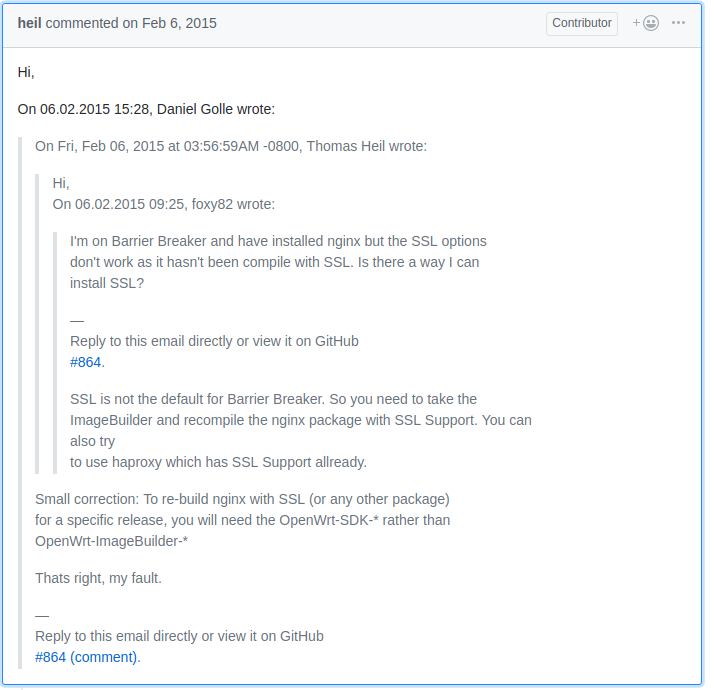 heil commented on Feb 6, 2015 Contributor
Hi,
On 06.02.2015 15:28, Daniel Golle wrote:
On Fri, Feb 06, 2015 at 03:56:59AM -0800, Thomas Heil wrote:
Hi,
On 06.02.2015 09:25, foxy82 wrote:
I'm on Barrier Breaker and have installed nginx but the SSL options
don't work as it hasn't been compile with SSL. Is there a way I can
install SSL?
—
Reply to this email directly or view it on GitHub
#864.
SSL is not the default for Barrier Breaker. So you need to take the
ImageBuilder and recompile the nginx package with SSL Support. You can
also try
to use haproxy which has SSL Support allready.
Small correction: To re-build nginx with SSL (or any other package)
for a specific release, you will need the OpenWrt-SDK-* rather than
OpenWrt-ImageBuilder-*
Thats right, my fault.
—
Reply to this email directly or view it on GitHub
#864 (comment).